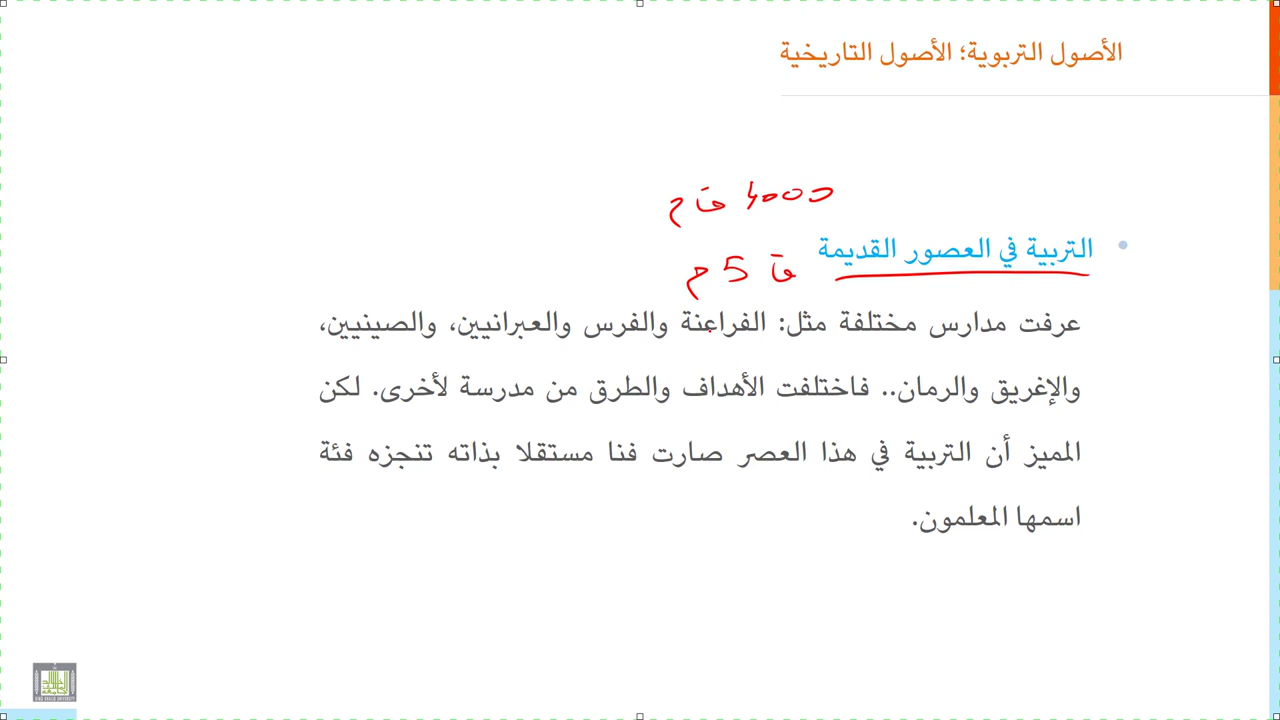 الأصول التربوية؛ الأصول التاريخية
4000 ق م
التربية في العصور القديمة
ق 5 م
عرفت مدارس مختلفة مثل: الفراعنة والفرس والعبرانيين، والصينيين،
والإغريق والرمان.. فاختلفت الأهداف والطرق من مدرسة لأخرى. لكن
المميز أن التربية في هذا العصر صارت فنا مستقلا بذاته تنجزه فئة
اسمها المعلمون.